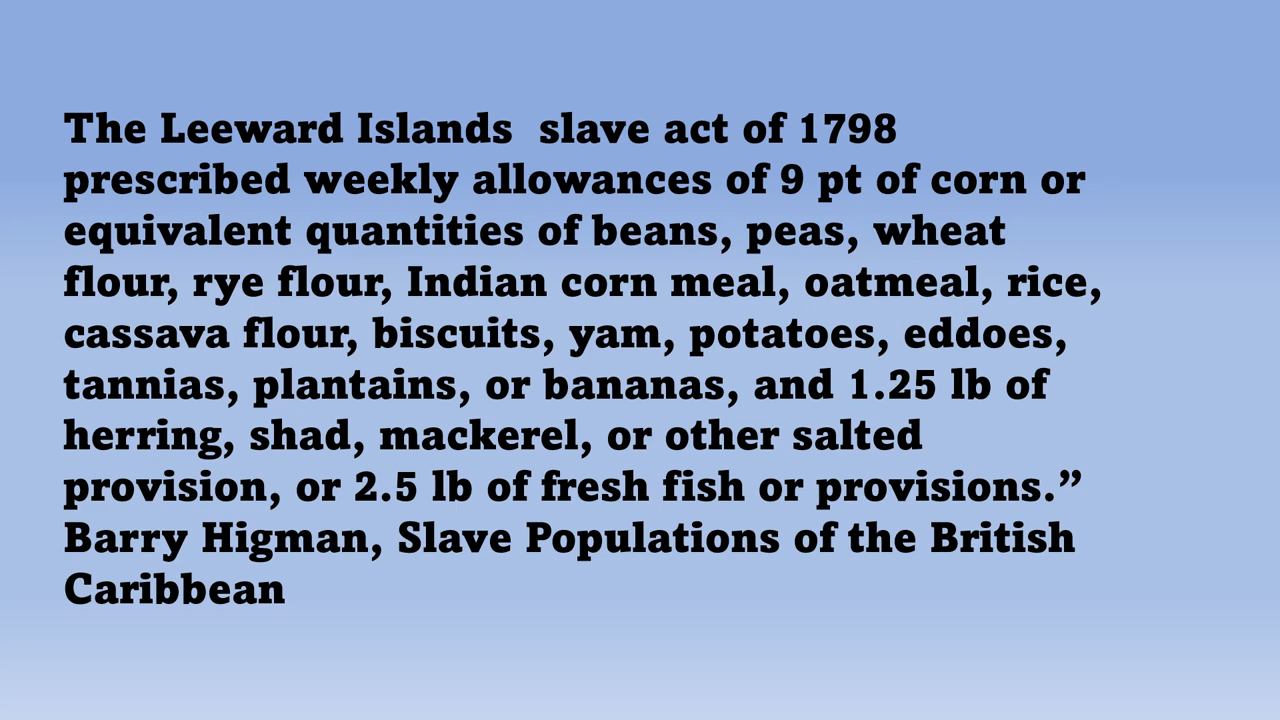 The Leeward Islands  slave act of 1798
prescribed weekly allowances of 9 pt of corn or
equivalent quantities of beans, peas, wheat
flour, rye flour, Indian corn meal, oatmeal, rice,
cassava flour, biscuits, yam, potatoes, eddoes,
tannias, plantains, or bananas, and 1.25 lb of
herring, shad, mackerel, or other salted
provision, or 2.5 lb of fresh fish or provisions.”
Barry Higman, Slave Populations of the British
Caribbean